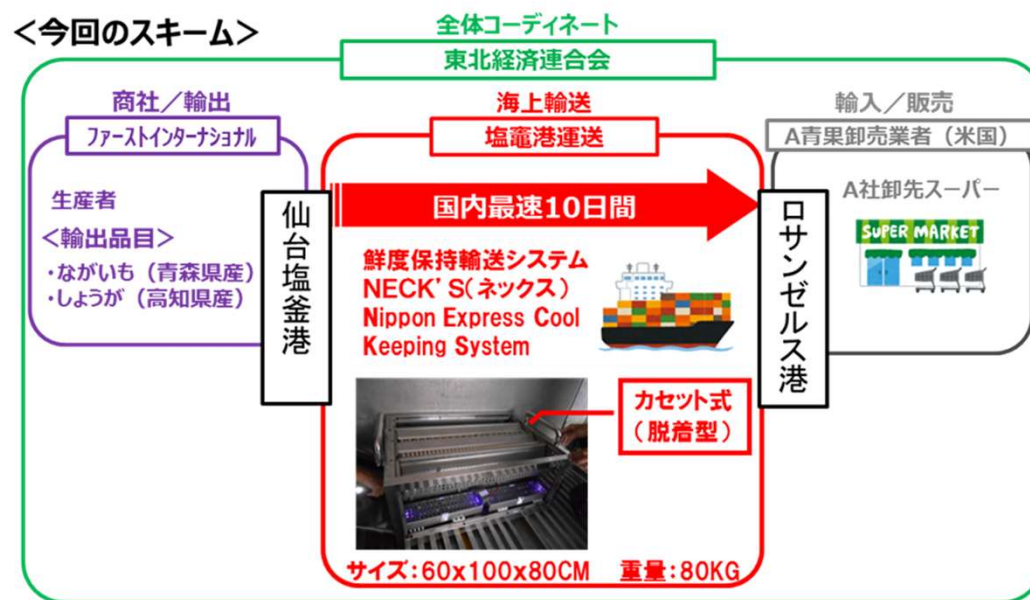 ＜今回のスキーム＞
全体コーディネート
東北経済連合会
商社／輸出
ファーストインターナショナル
生産者
＜輸出品目＞
・ながいも（青森県産）
・しょうが（高知県産）
仙台塩釜港
海上輸送
塩竈港運送
国内最速10日間
鮮度保持輸送システム
NECK'S(ネックス)
Nippon Express Cool
Keeping System
カセット式
（脱着型）
サイズ：60x100x80CM 重量：80KG
ロサンゼルス港
輸入／販売
A青果卸売業者（米国）
A社卸先スーパー
SUPER MARKET